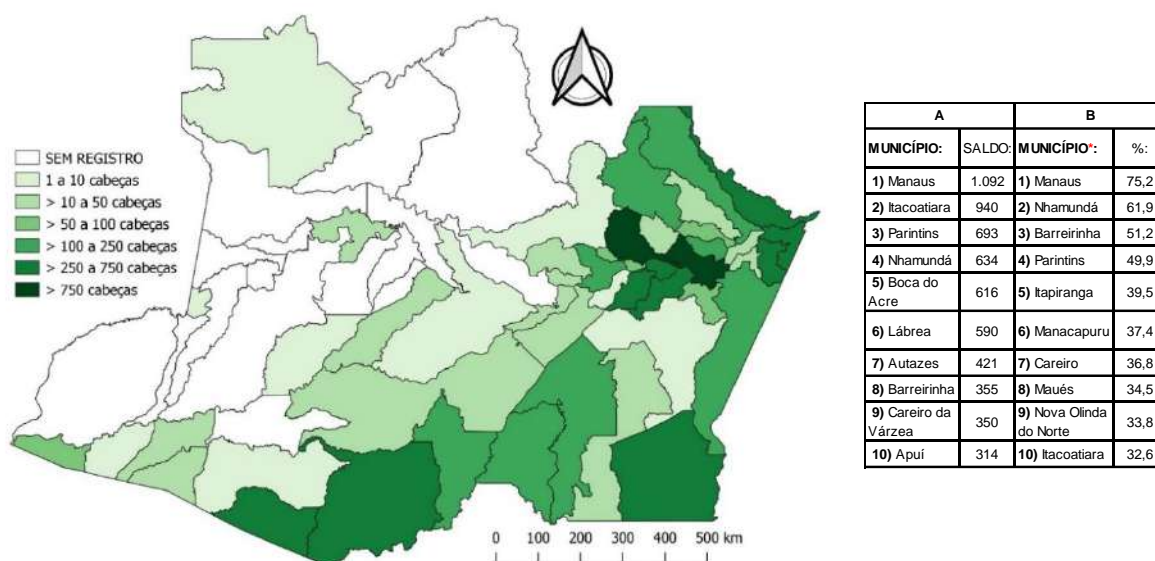 SEM REGISTRO
1 a 10 cabeças
> 10 a 50 cabeças
> 50 a 100 cabeças
> 100 a 250 cabeças
> 250 a 750 cabeças
> 750 cabeças
0 100 200 300 400 500 km
A B
MUNICÍPIO: SALDO: MUNICÍPIO*: %:
1) Manaus 1.092 1) Manaus 75,2
2) Itacoatiara 940 2) Nhamundá 61,9
3) Parintins 693 3) Barreirinha 51,2
4) Nhamundá 634 4) Parintins 49,9
5) Boca do Acre 616 5) Itapiranga 39,5
6) Lábrea 590 6) Manacapuru 37,4
7) Autazes 421 7) Careiro 36,8
8) Barreirinha 355 8) Maués 34,5
9) Careiro da Várzea 350 9) Nova Olinda do Norte 33,8
10) Apuí 314 10) Itacoatiara 32,6